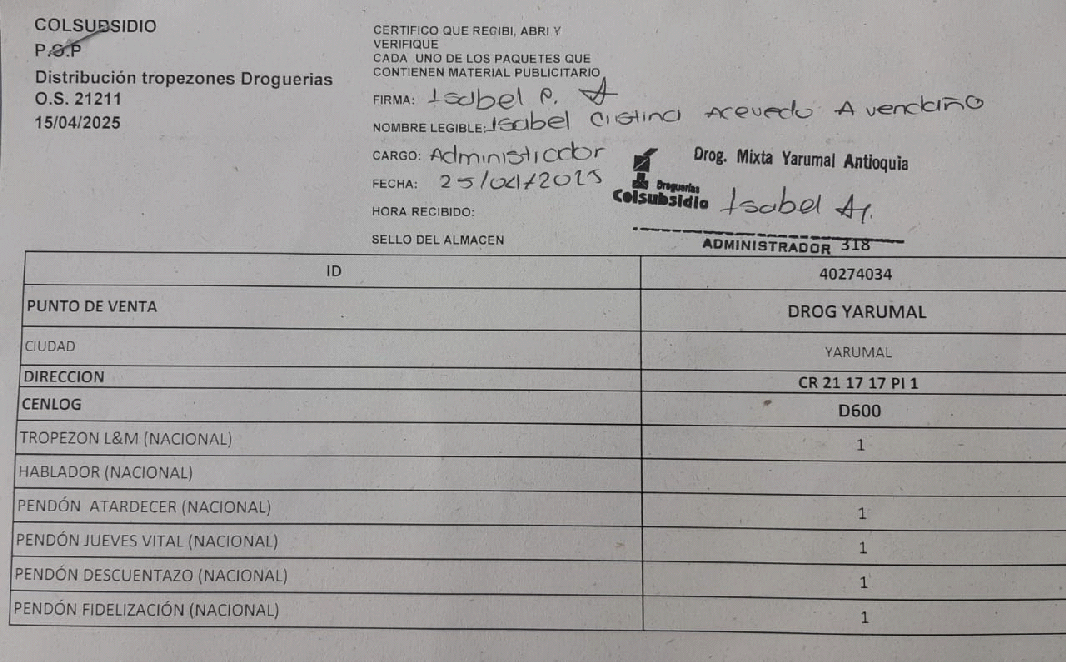 COLSUBSIDIO
P.O.P
Distribución tropezones Droguerias
O.S. 21211
15/04/2025
CERTIFICO QUE RECIBI, ABRI Y
VERIFIQUE
CADA UNO DE LOS PAQUETES QUE
CONTIENEN MATERIAL PUBLICITARIO
FIRMA: Isabel P. A
NOMBRE LEGIBLE: Isabel Cistina Acevedo Avendaño
CARGO: Administrador
FECHA: 25/04/2025
HORA RECIBIDO:
SELLO DEL ALMACEN
Drog. Mixta Yarumal Antioquia
Droguerías
Colsubsidio
Isabel
ADMINISTRADOR 318
ID 40274034
PUNTO DE VENTA DROG YARUMAL
CIUDAD YARUMAL
DIRECCION CR 21 17 17 PI 1
CENLOG D600
TROPEZON L&M (NACIONAL) 1
HABLADOR (NACIONAL)
PENDÓN ATARDECER (NACIONAL) 1
PENDÓN JUEVES VITAL (NACIONAL) 1
PENDÓN DESCUENTAZO (NACIONAL) 1
PENDÓN FIDELIZACIÓN (NACIONAL) 1